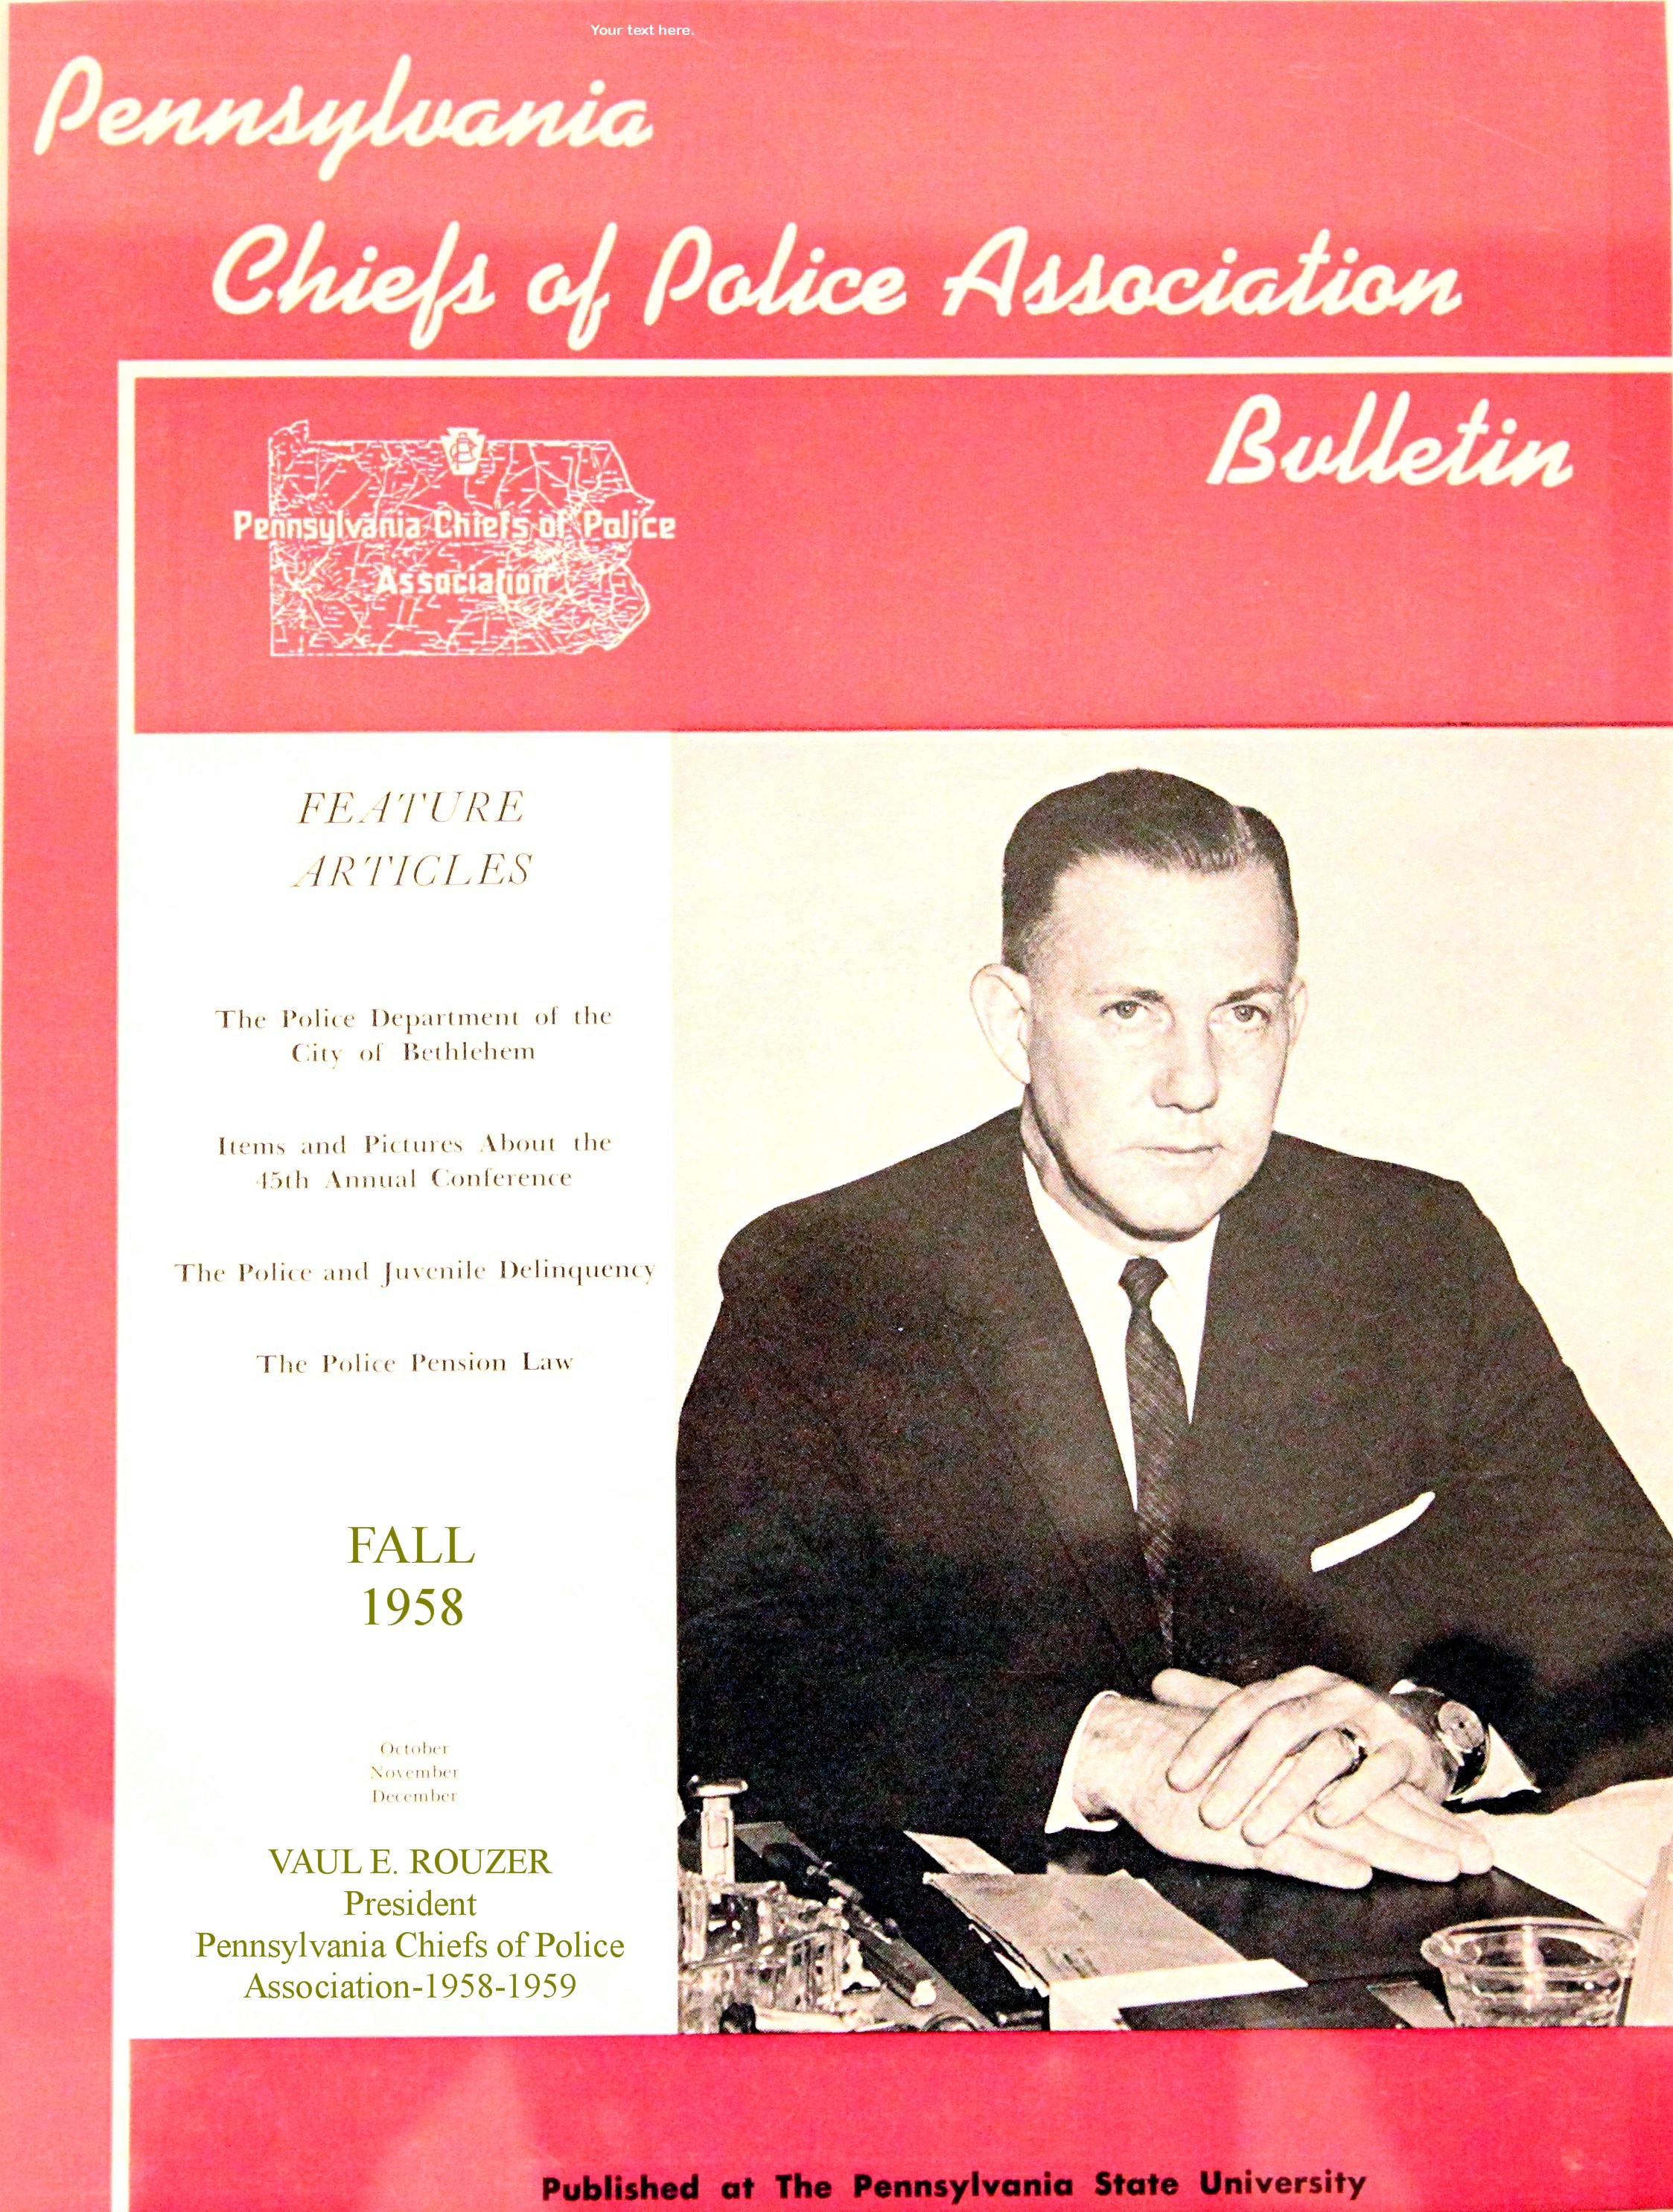 Your text here.
Pennsylvania
Chiefs of Police Association
Bulletin
Pennsylvania Chiefs of Police
Association
FEATURE
ARTICLES
The Police Department of the
City of Bethlehem
Items and Pictures About the
45th Annual Conference
The Police and Juvenile Delinquency
The Police Pension Law
FALL
1958
October
November
December
VAUL E. ROUZER
President
Pennsylvania Chiefs of Police
Association-1958-1959
Published at The Pennsylvania State University